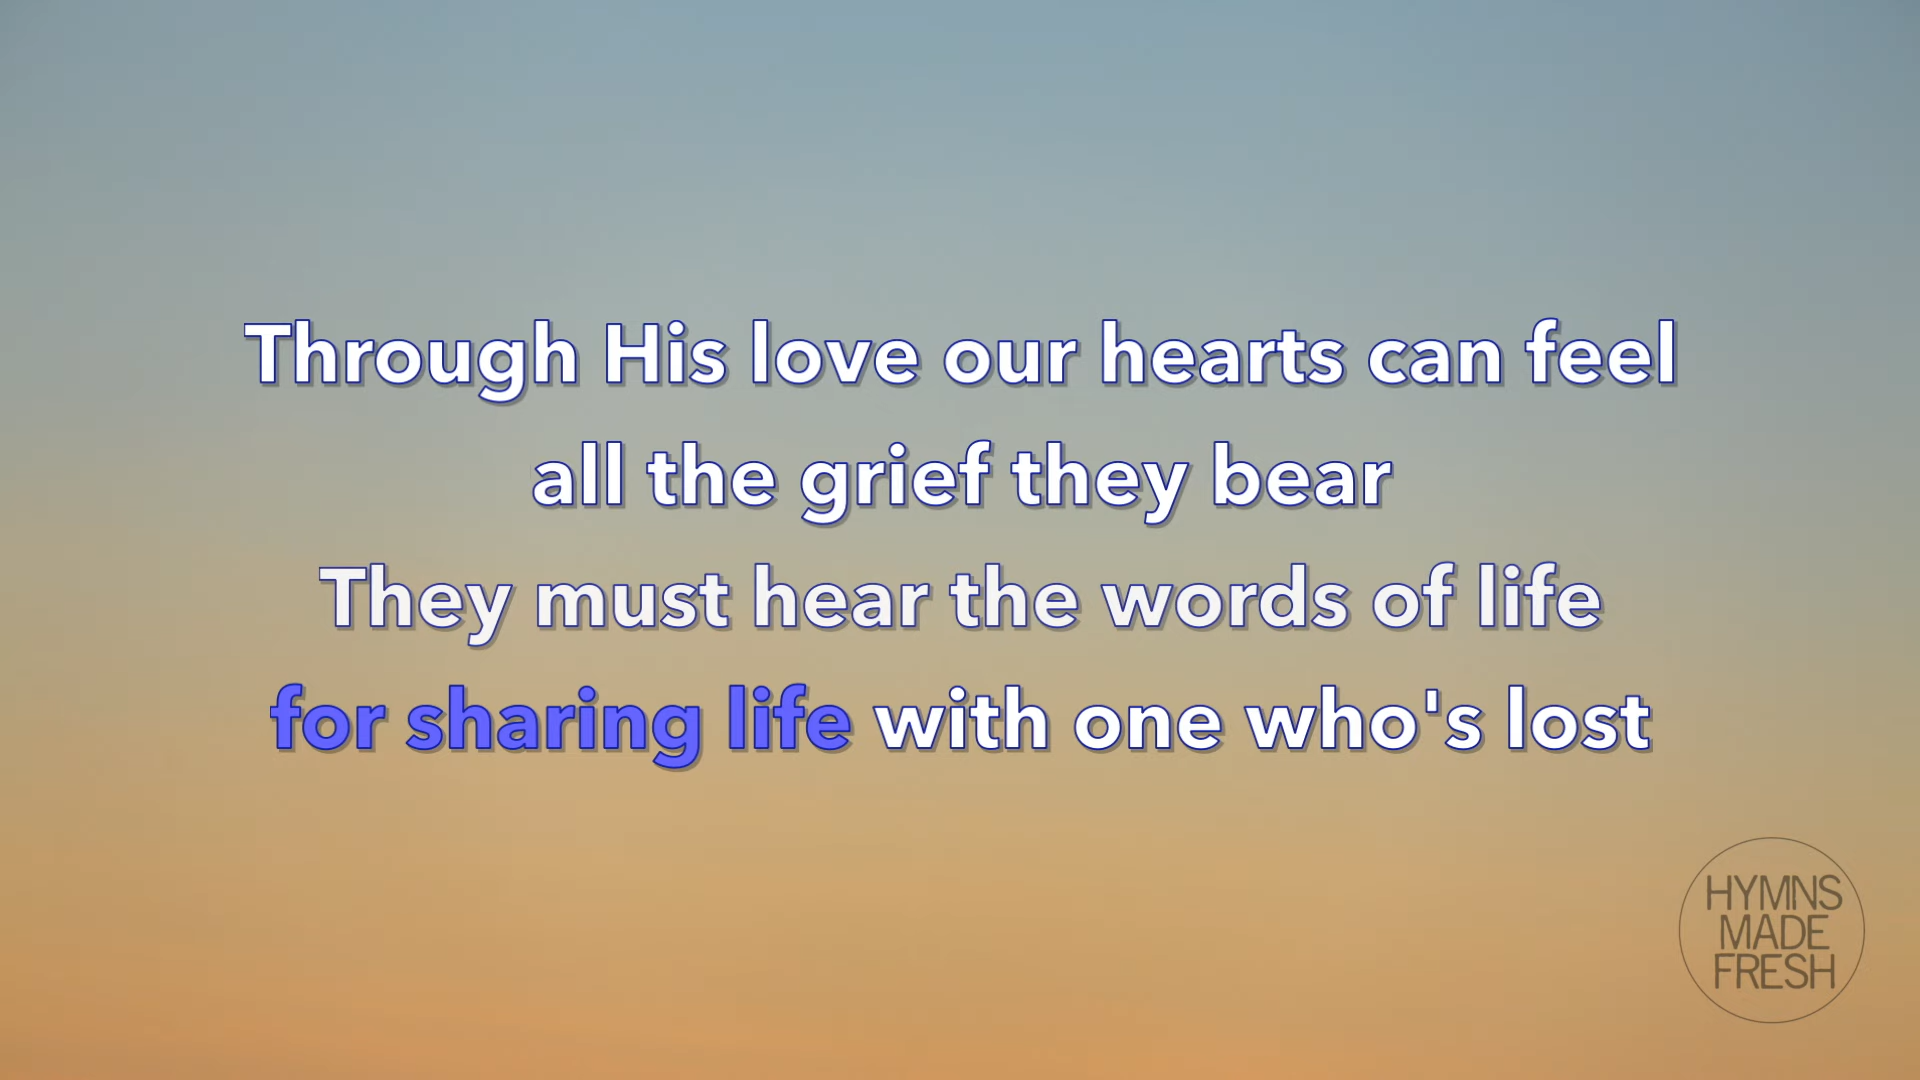 Through His love our hearts can feel
all the grief they bear
They must hear the words of life
for sharing life with one who's lost
HYMNS
MADE
FRESH